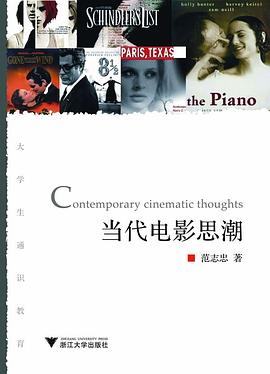 holly hunter harvey keitel
sam neill
SCHINDLER'S LIST
GONE WITH THE WIND
8½
PARIS, TEXAS
the Piano
大学生通识教育
Contemporary cinematic thoughts
当代电影思潮
范志忠 著
ZHEJIANG UNIVERSITY PRESS
浙江大学出版社